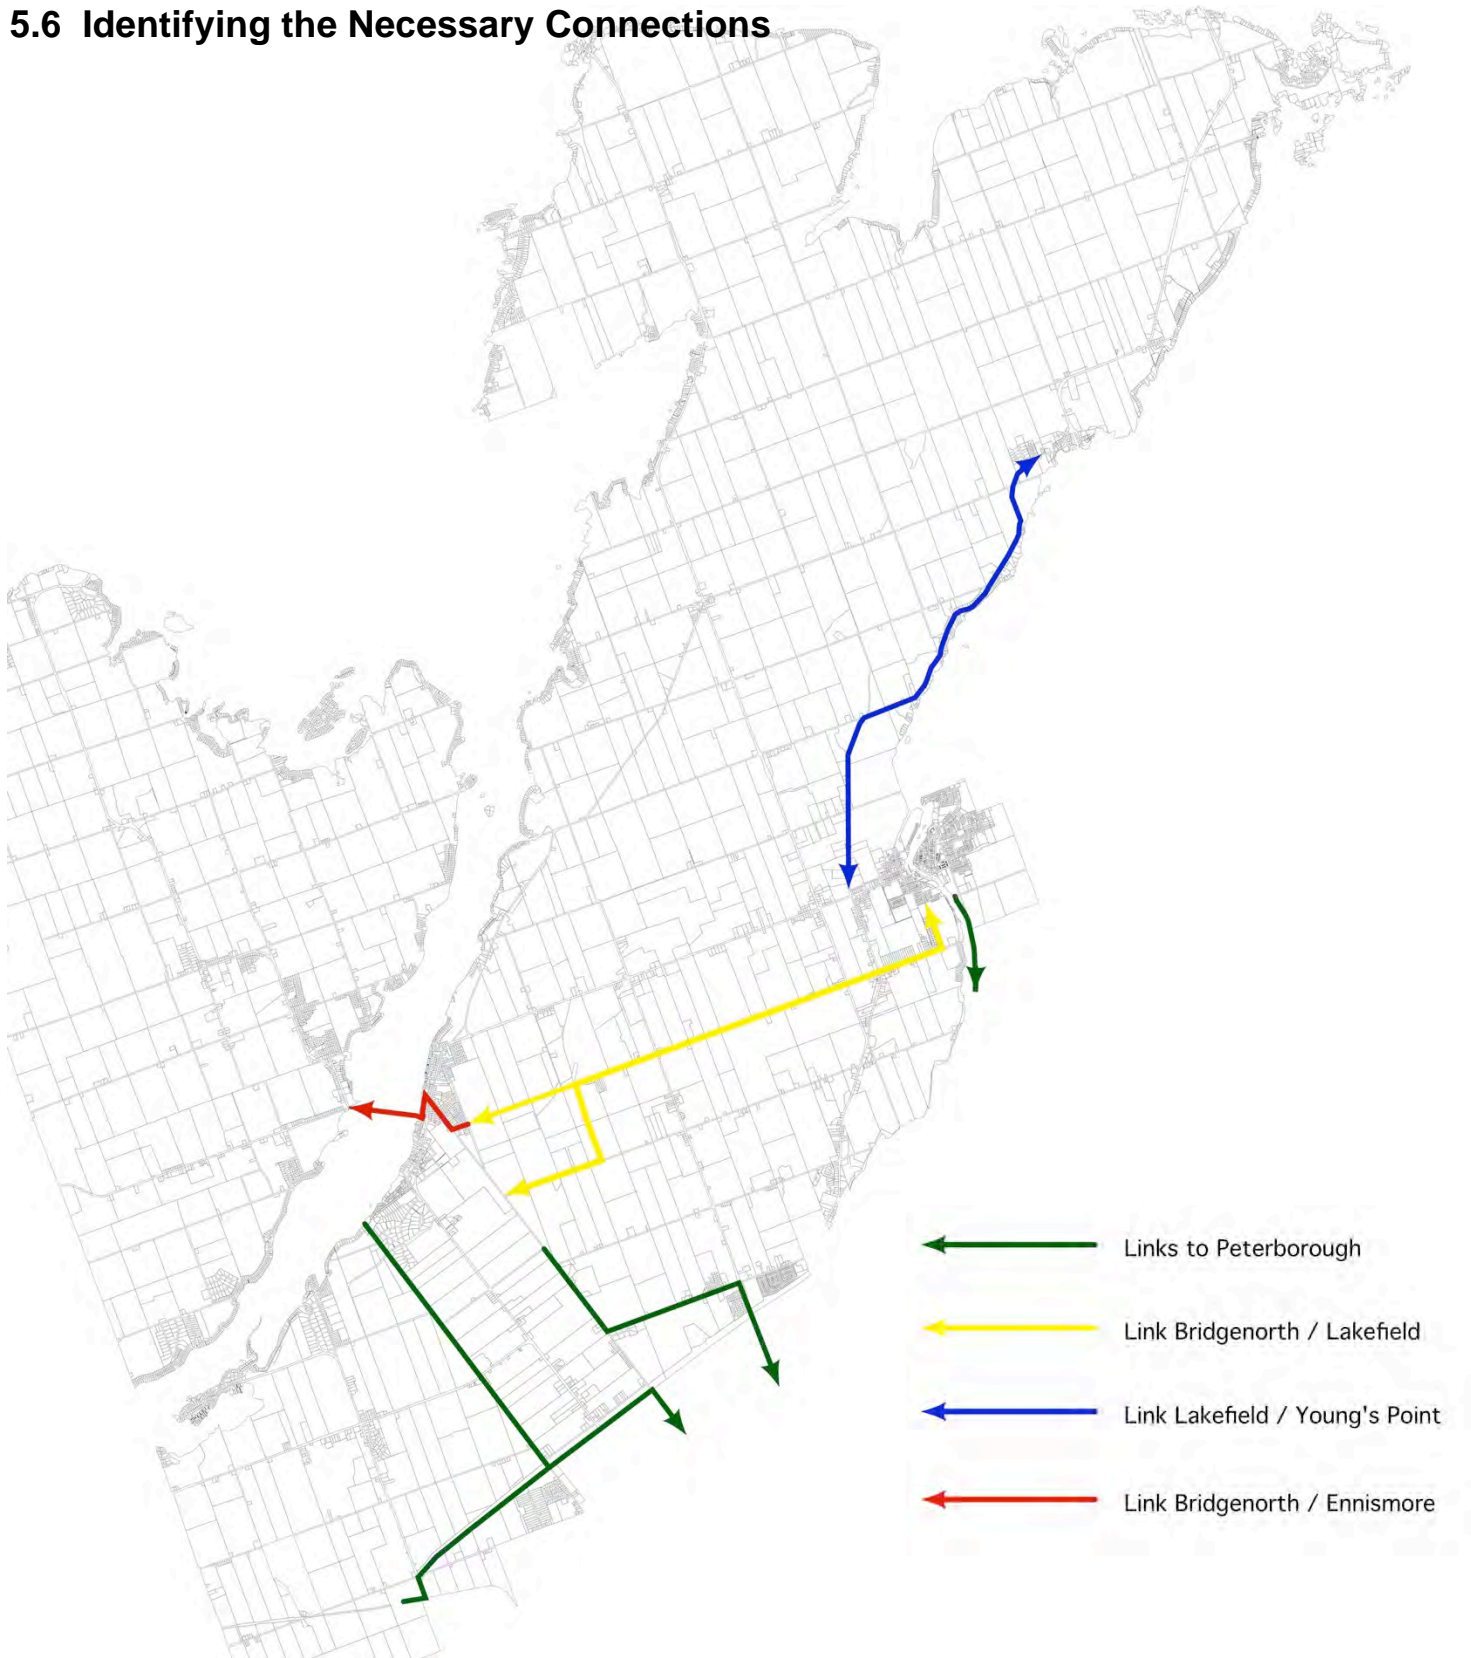 5.6 Identifying the Necessary Connections
Links to Peterborough
Link Bridgenorth / Lakefield
Link Lakefield / Young's Point
Link Bridgenorth / Ennismore